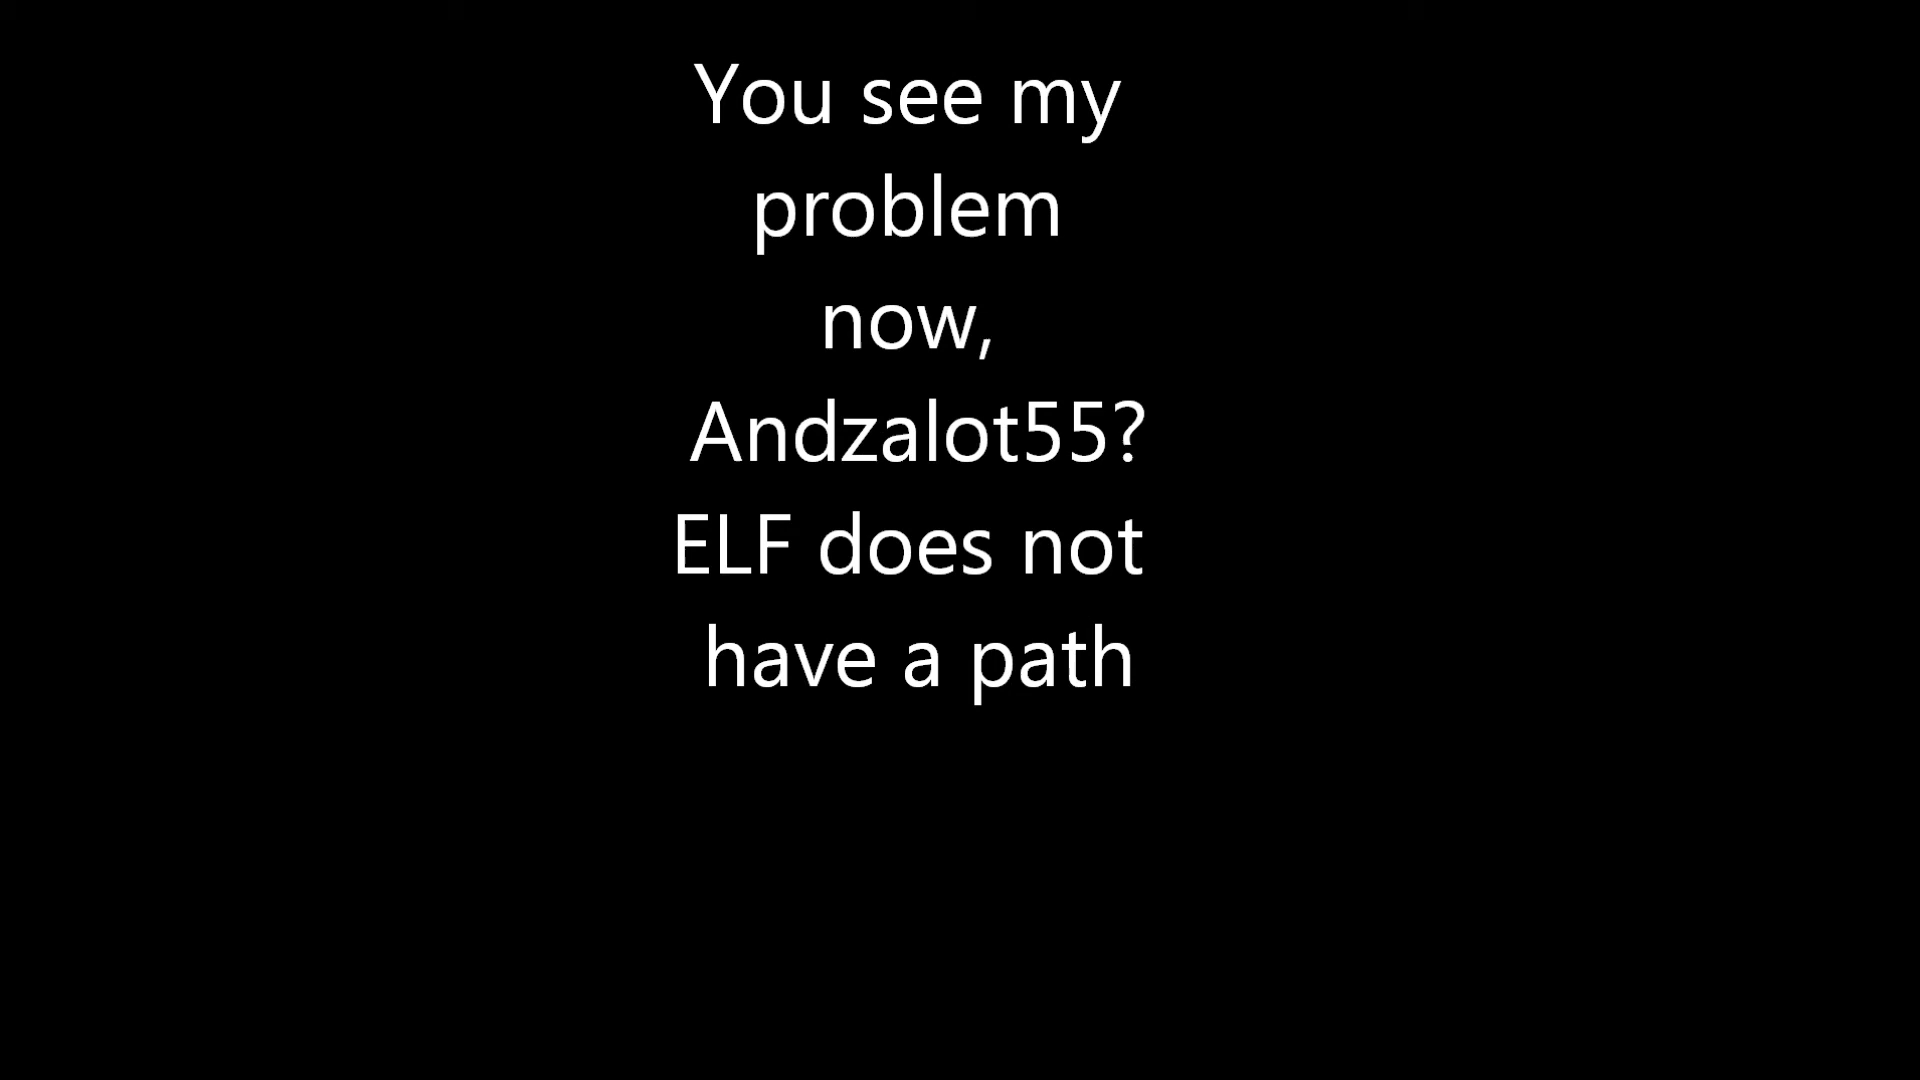 You see my
problem
now,
Andzalot55?
ELF does not
have a path